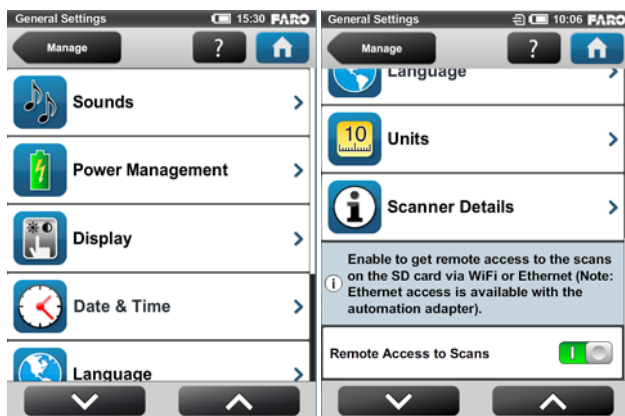 General Settings 15:30 FARO
Manage ?
Sounds
Power Management
Display
Date & Time
Language
General Settings 10:06 FARO
Manage ?
Language
10
Units
Scanner Details
Enable to get remote access to the scans
on the SD card via WiFi or Ethernet (Note:
Ethernet access is available with the
automation adapter).
Remote Access to Scans